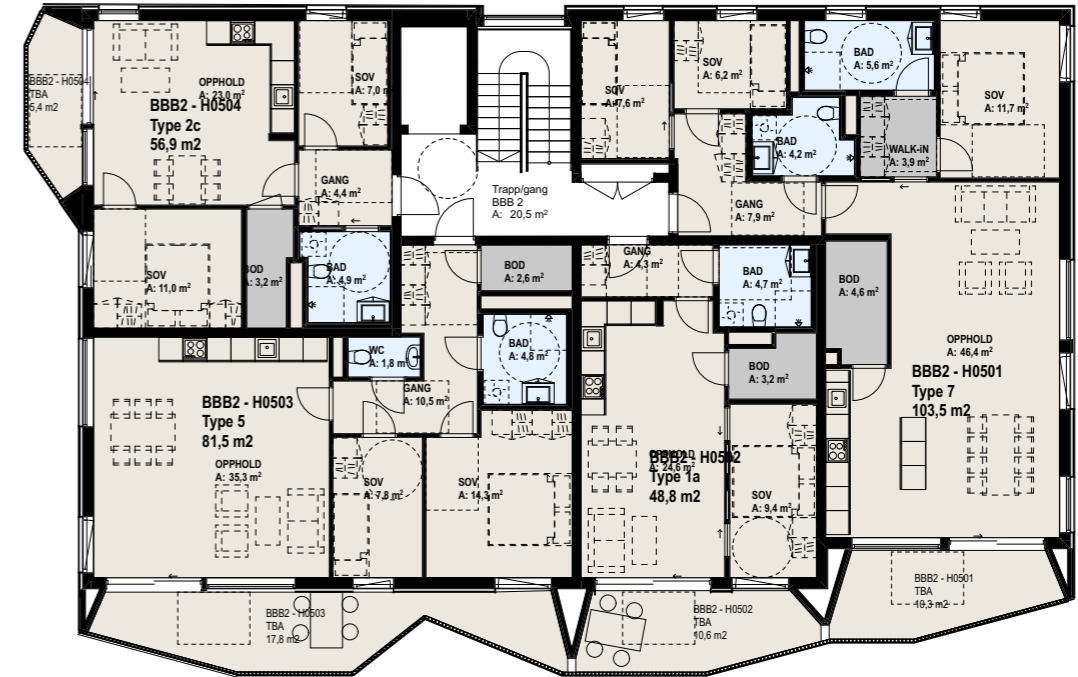 BBB2 - H0504
TBA
5,4 m2
OPPHOLD
A: 23,0 m²
BBB2 - H0504
Type 2c
56,9 m2
SOV
A: 7,0 m²
GANG
A: 4,4 m²
SOV
A: 11,0 m²
BOD
A: 3,2 m²
BAD
A: 4,9 m²
Trapp/gang
BBB 2
A: 20,5 m²
SOV
A: 7,6 m²
SOV
A: 6,2 m²
BAD
A: 5,6 m²
BAD
A: 4,2 m²
WALK-IN
A: 3,9 m²
SOV
A: 11,7 m²
GANG
A: 7,9 m²
BOD
A: 4,6 m²
OPPHOLD
A: 46,4 m²
BBB2 - H0501
Type 7
103,5 m2
BOD
A: 2,6 m²
GANG
A: 4,3 m²
BAD
A: 4,7 m²
BOD
A: 3,2 m²
BAD
A: 4,8 m²
WC
A: 1,8 m²
GANG
A: 10,5 m²
BBB2 - H0503
Type 5
81,5 m2
OPPHOLD
A: 35,3 m²
SOV
A: 7,8 m²
SOV
A: 14,3 m²
OPPHOLD
A: 24,6 m²
BBB2 - H0502
Type 1a
48,8 m2
SOV
A: 9,4 m²
BBB2 - H0503
TBA
17,8 m2
BBB2 - H0502
TBA
10,6 m2
BBB2 - H0501
TBA
10,3 m2